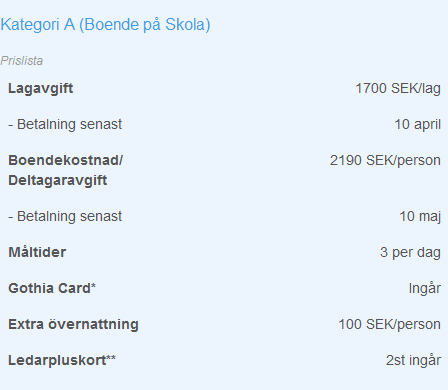 Kategori A (Boende på Skola)
Prislista
Lagavgift 1700 SEK/lag
- Betalning senast 10 april
Boendekostnad/ 2190 SEK/person
Deltagaravgift
- Betalning senast 10 maj
Måltider 3 per dag
Gothia Card* Ingår
Extra övernattning 100 SEK/person
Ledarpluskort** 2st ingår